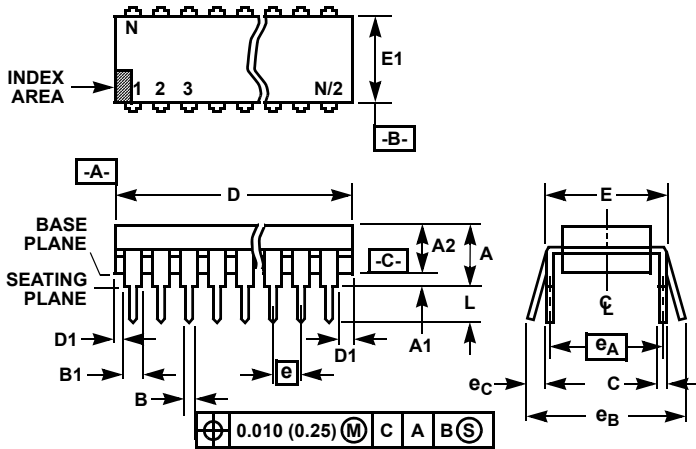 N
E1
INDEX
AREA
1 2 3 N/2
-B-
-A-
D
E
BASE
PLANE
A2
A
-C-
SEATING
PLANE
L
C
L
D1
A1
D1
eA
B1
e
eC
C
B
eB
0.010 (0.25) M C A B S